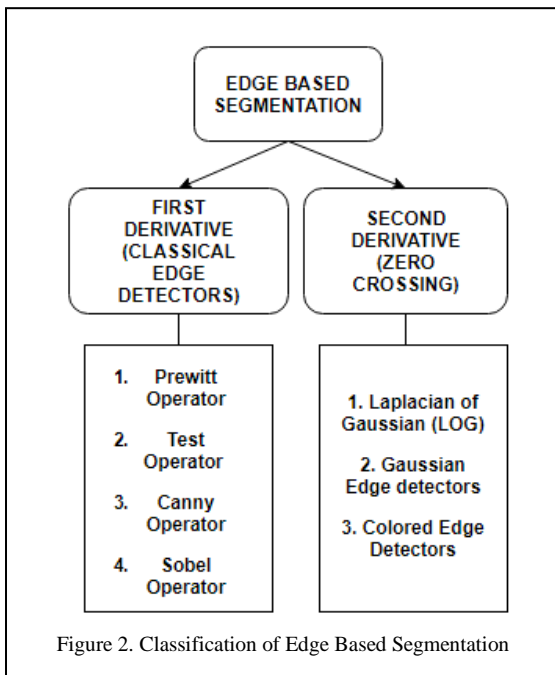 EDGE BASED
SEGMENTATION
FIRST
DERIVATIVE
(CLASSICAL
EDGE
DETECTORS)
SECOND
DERIVATIVE
(ZERO
CROSSING)
1. Prewitt
Operator
2. Test
Operator
3. Canny
Operator
4. Sobel
Operator
1. Laplacian of
Gaussian (LOG)
2. Gaussian
Edge detectors
3. Colored Edge
Detectors
Figure 2. Classification of Edge Based Segmentation